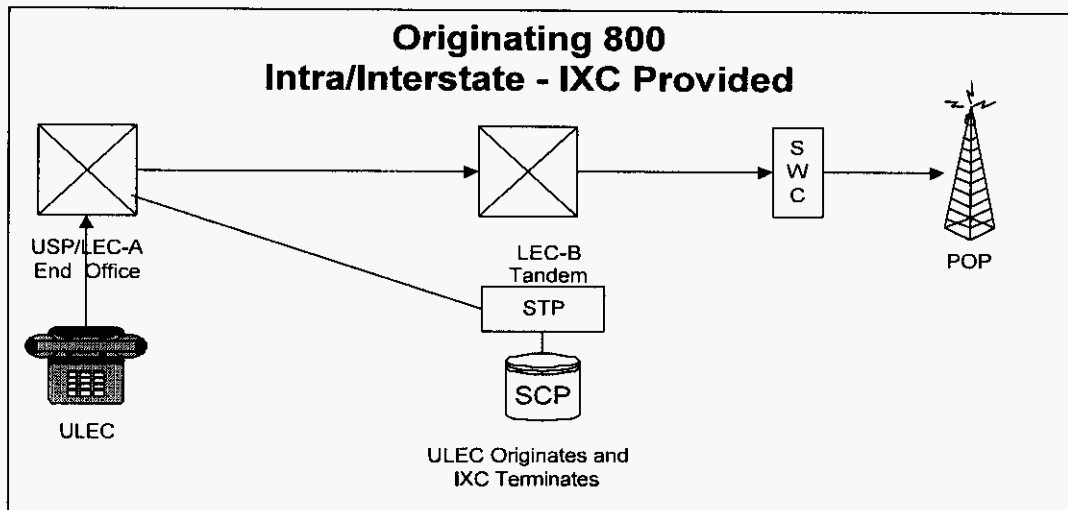 Originating 800
Intra/Interstate - IXC Provided
S
W
C
USP/LEC-A
End Office
LEC-B
Tandem
POP
STP
SCP
ULEC
ULEC Originates and
IXC Terminates